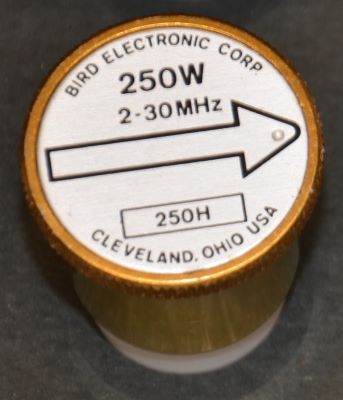 BIRD ELECTRONIC CORP.
250W
2-30MHz
250H
CLEVELAND, OHIO USA